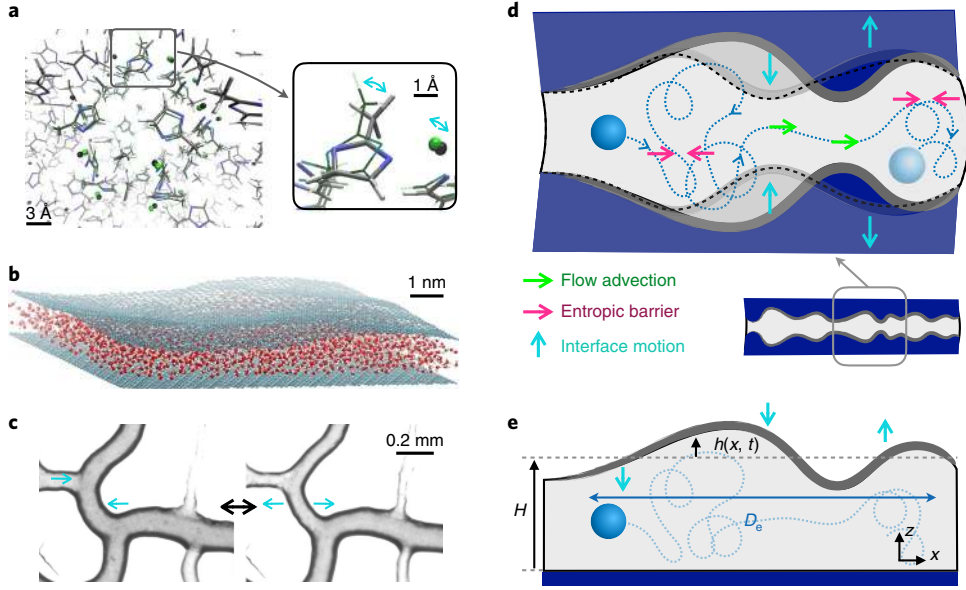 a
1 Å
3 Å
b
1 nm
c
0.2 mm
d
Flow advection
Entropic barrier
Interface motion
e
h(x, t)
H
Dₑ
z
x